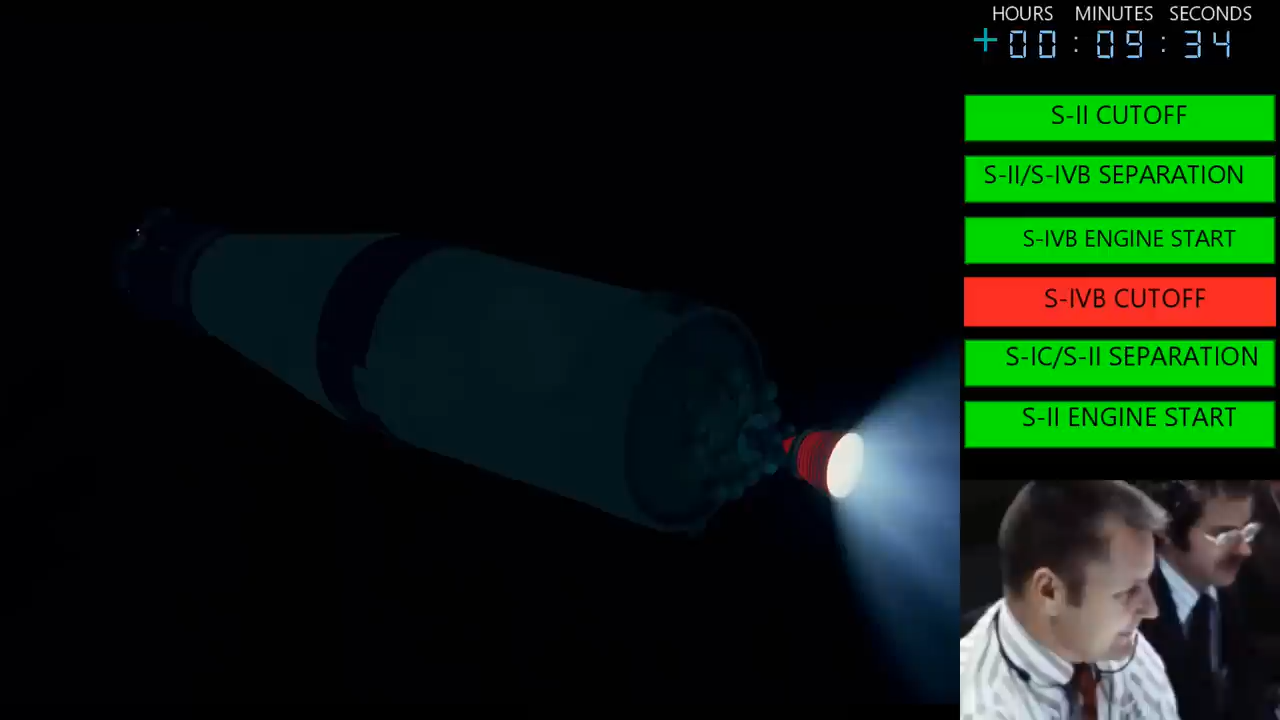 HOURS MINUTES SECONDS
+00:09:34
S-II CUTOFF
S-II/S-IVB SEPARATION
S-IVB ENGINE START
S-IVB CUTOFF
S-IC/S-II SEPARATION
S-II ENGINE START